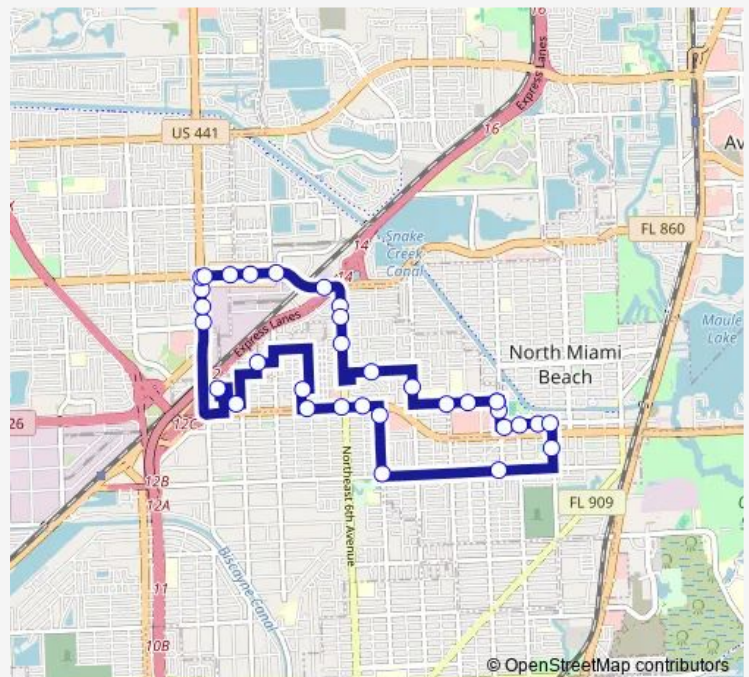 Express Lanes
16
US 441
Av
FL 860
Snake
Creek
Canal
14
14
Express Lanes
Maule
Lake
North Miami
Beach
2
26
12C
12B
12A
Northeast 6th Avenue
FL 909
Biscayne Canal
11
10B
© OpenStreetMap contributors